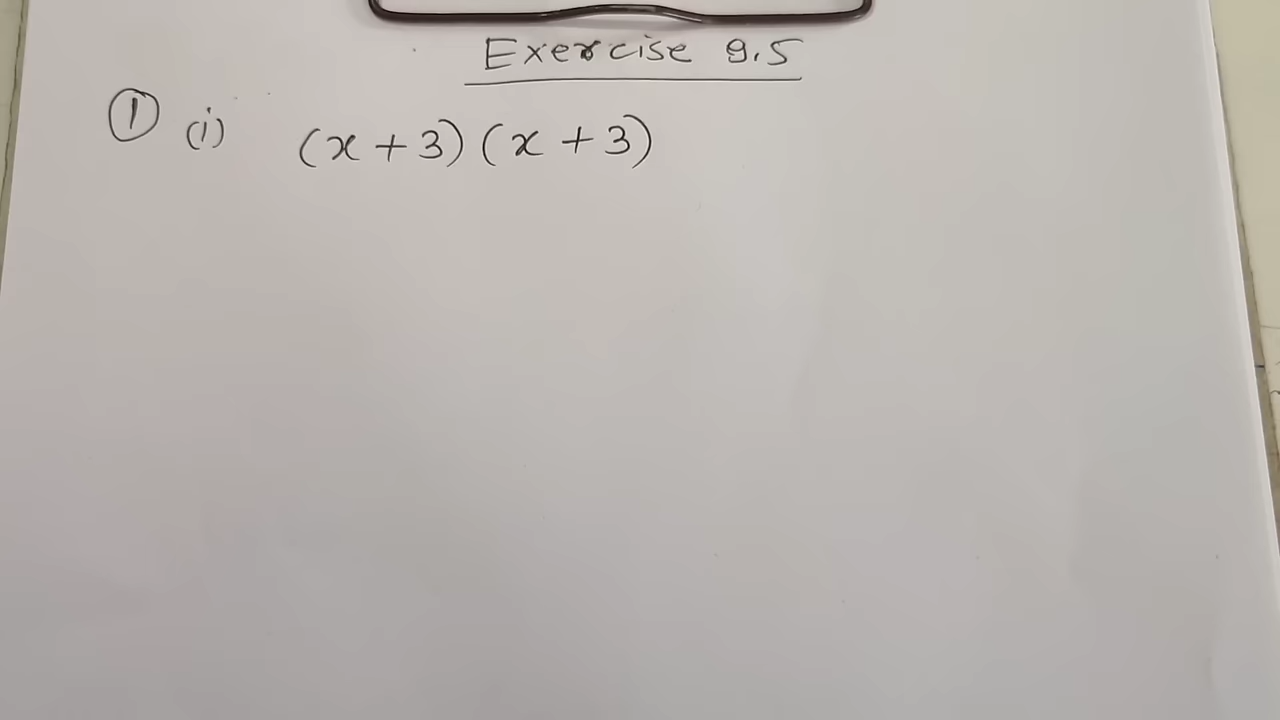 Exercise 9.5
① (i) (x + 3) (x + 3)